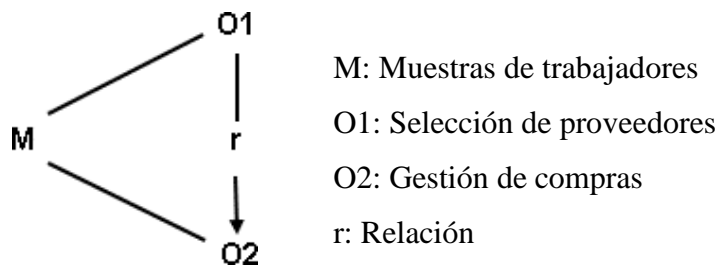 O1
M
r
O2
M: Muestras de trabajadores
O1: Selección de proveedores
O2: Gestión de compras
r: Relación